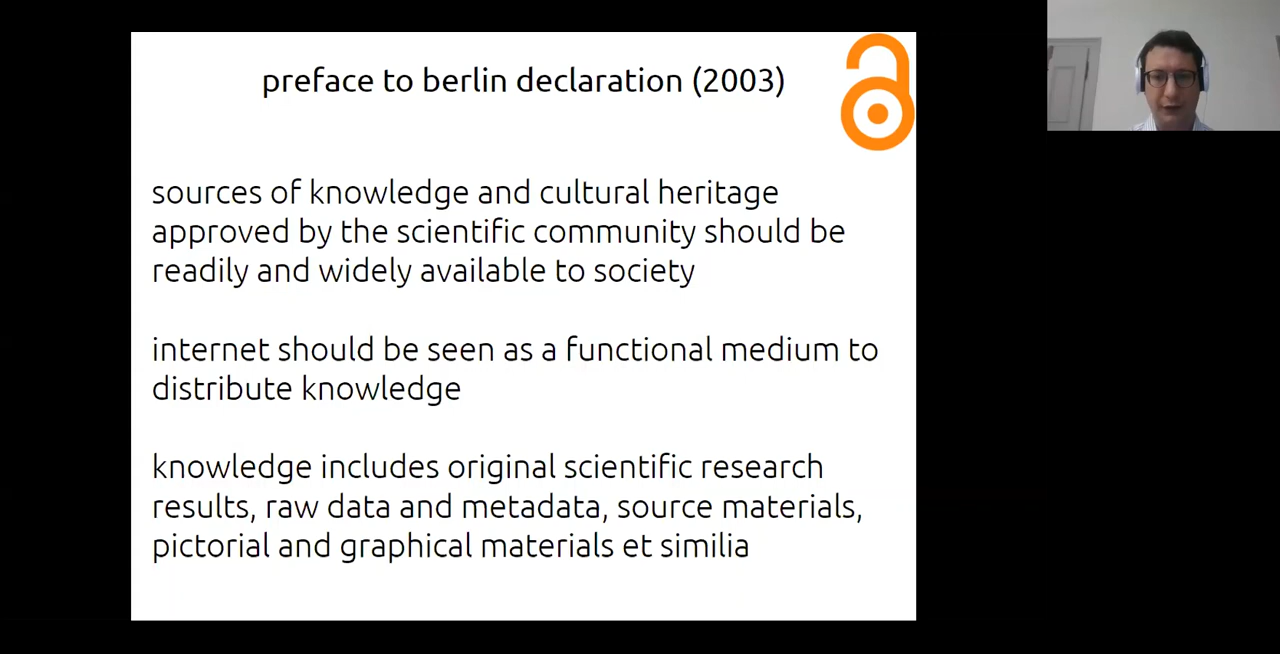 preface to berlin declaration (2003)
sources of knowledge and cultural heritage
approved by the scientific community should be
readily and widely available to society
internet should be seen as a functional medium to
distribute knowledge
knowledge includes original scientific research
results, raw data and metadata, source materials,
pictorial and graphical materials et similia